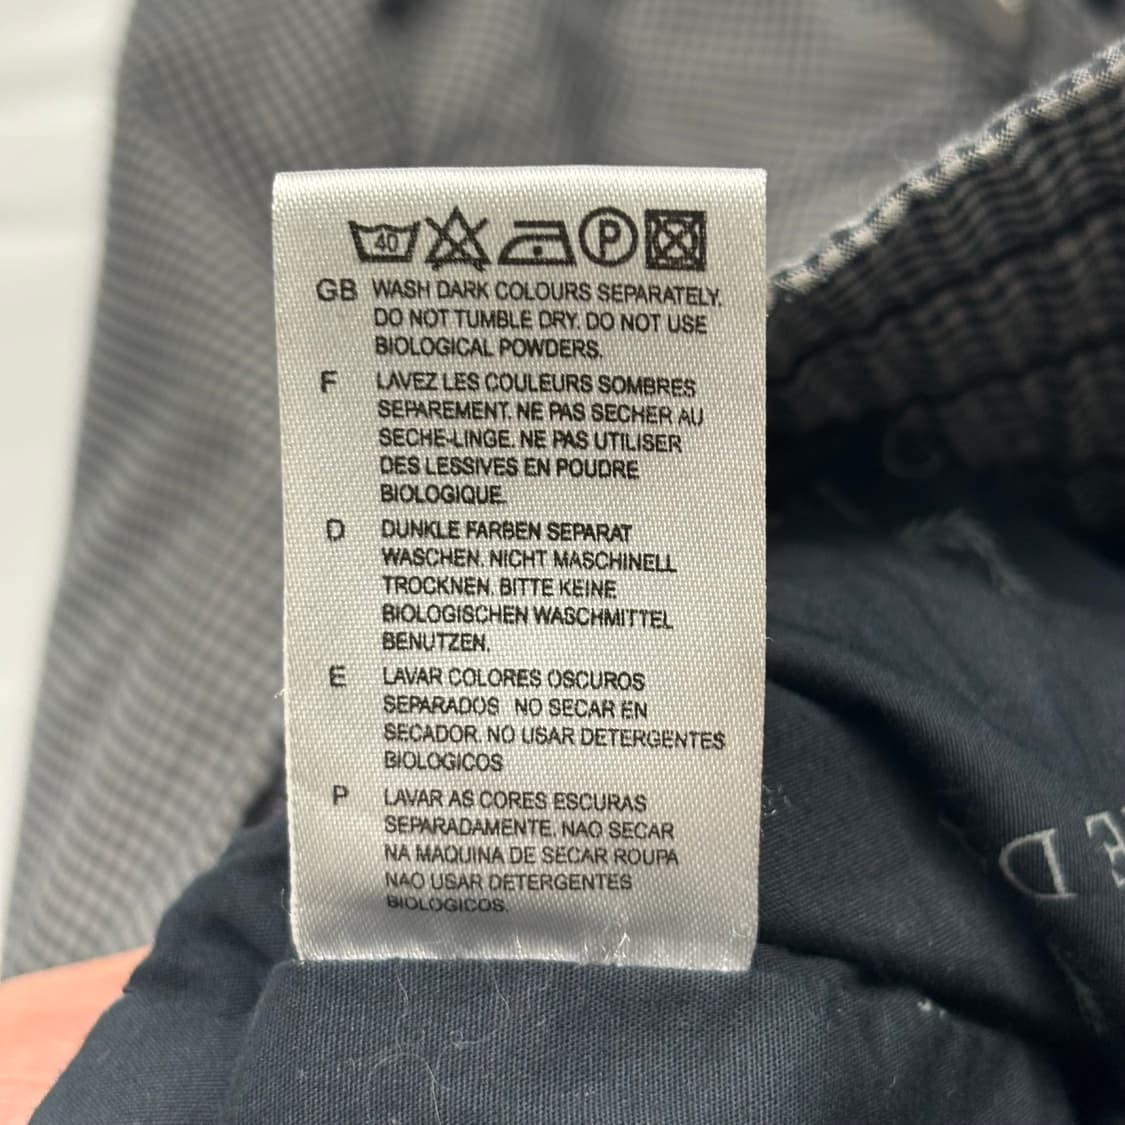 40 P
GB WASH DARK COLOURS SEPARATELY.
DO NOT TUMBLE DRY. DO NOT USE
BIOLOGICAL POWDERS.
F LAVEZ LES COULEURS SOMBRES
SEPAREMENT. NE PAS SECHER AU
SECHE-LINGE. NE PAS UTILISER
DES LESSIVES EN POUDRE
BIOLOGIQUE.
D DUNKLE FARBEN SEPARAT
WASCHEN. NICHT MASCHINELL
TROCKNEN. BITTE KEINE
BIOLOGISCHEN WASCHMITTEL
BENUTZEN.
E LAVAR COLORES OSCUROS
SEPARADOS NO SECAR EN
SECADOR. NO USAR DETERGENTES
BIOLOGICOS
P LAVAR AS CORES ESCURAS
SEPARADAMENTE. NAO SECAR
NA MAQUINA DE SECAR ROUPA
NAO USAR DETERGENTES
BIOLOGICOS.